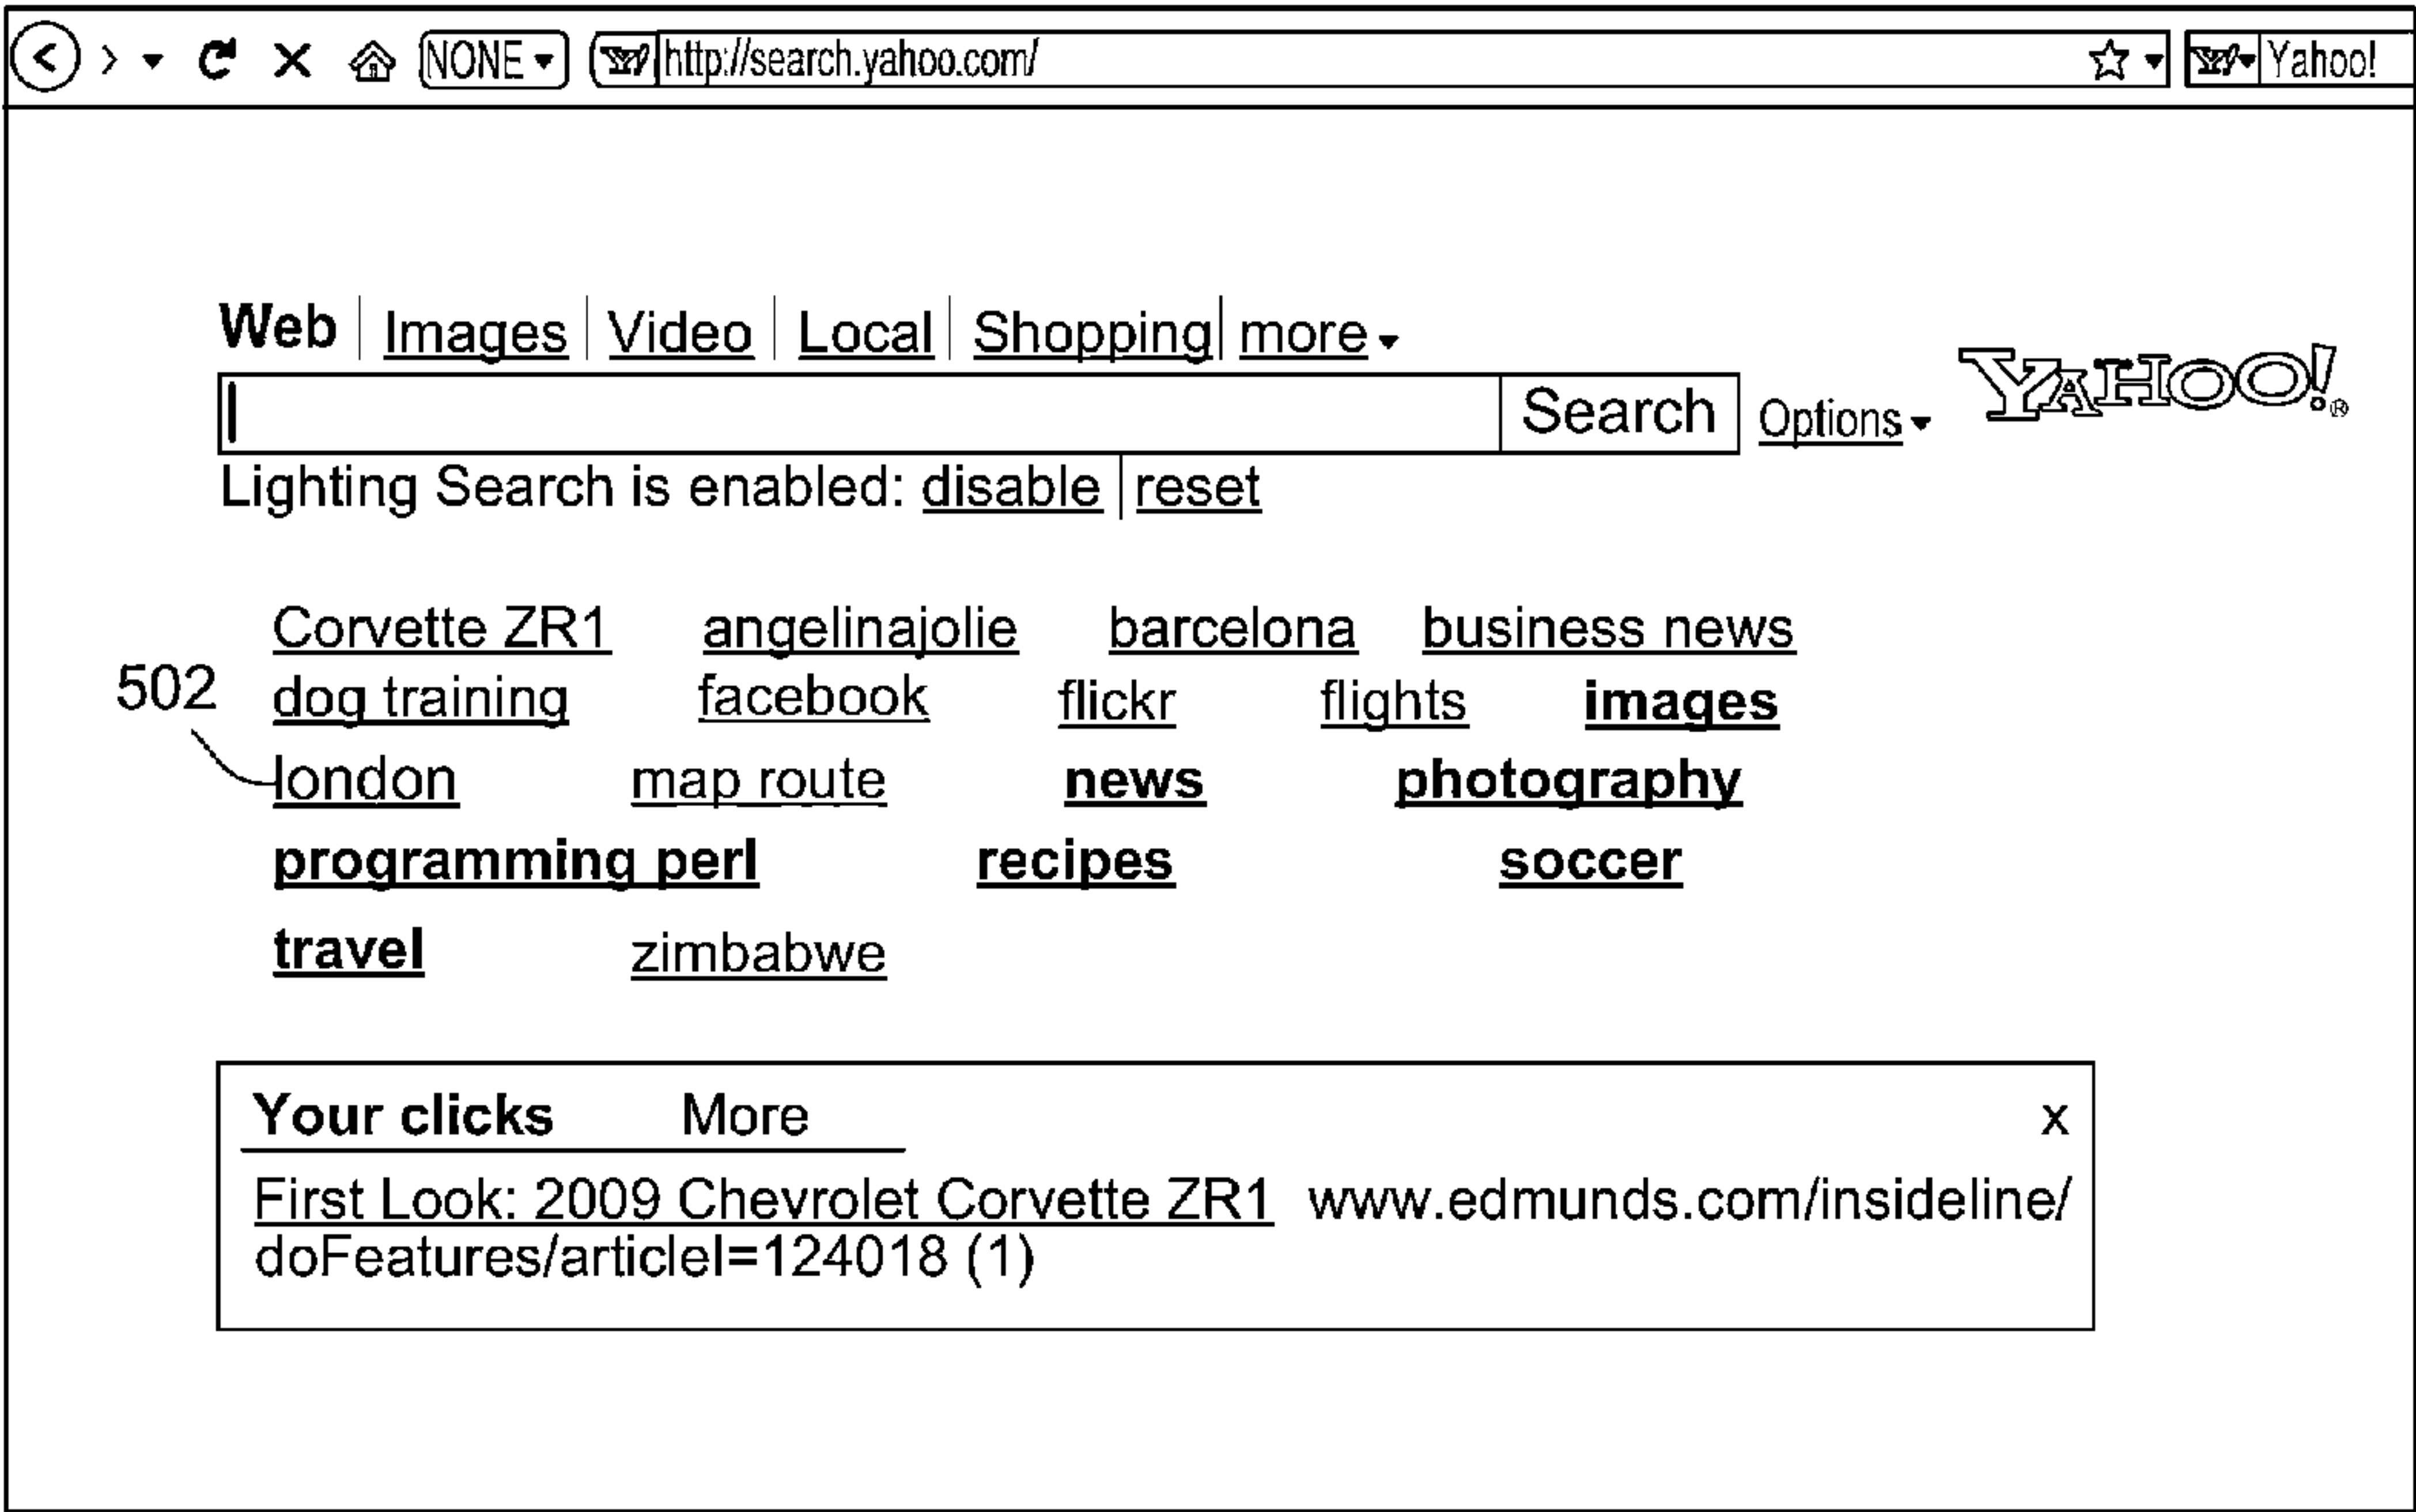 NONE http://search.yahoo.com/ Yahoo!
Web Images Video Local Shopping more
Search Options YAHOO!®
Lighting Search is enabled: disable reset
Corvette ZR1 angelinajolie barcelona business news
502 dog training facebook flickr flights images
london map route news photography
programming perl recipes soccer
travel zimbabwe
Your clicks More x
First Look: 2009 Chevrolet Corvette ZR1 www.edmunds.com/insideline/
doFeatures/articleI=124018 (1)